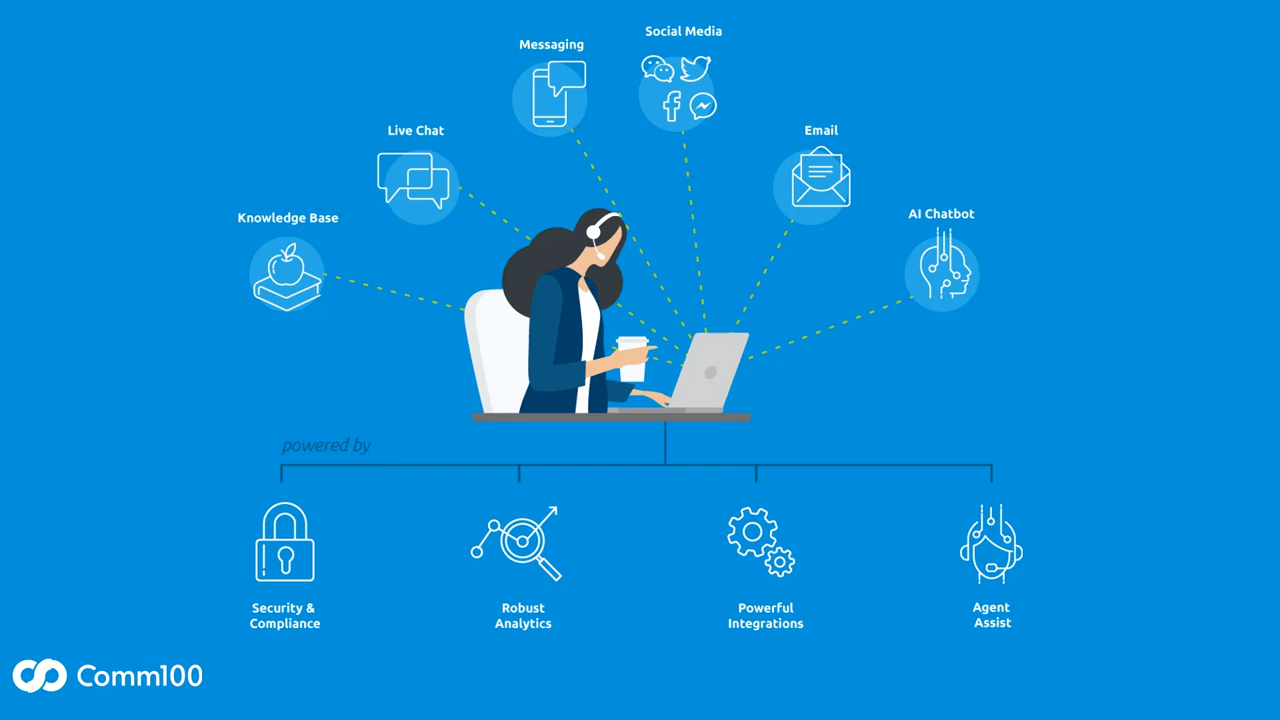 Social Media
Messaging
Live Chat
Email
Knowledge Base
AI Chatbot
powered by
Security &
Compliance
Robust
Analytics
Powerful
Integrations
Agent
Assist
Comm100